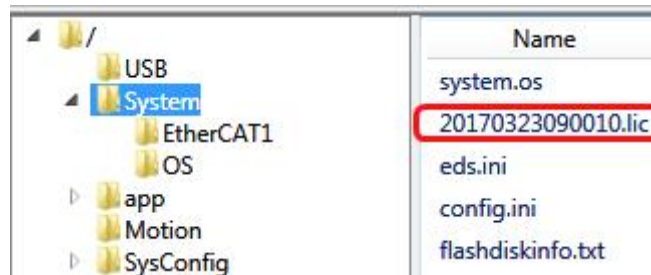 /
USB
System
EtherCAT1
OS
app
Motion
SysConfig
Name
system.os
20170323090010.lic
eds.ini
config.ini
flashdiskinfo.txt